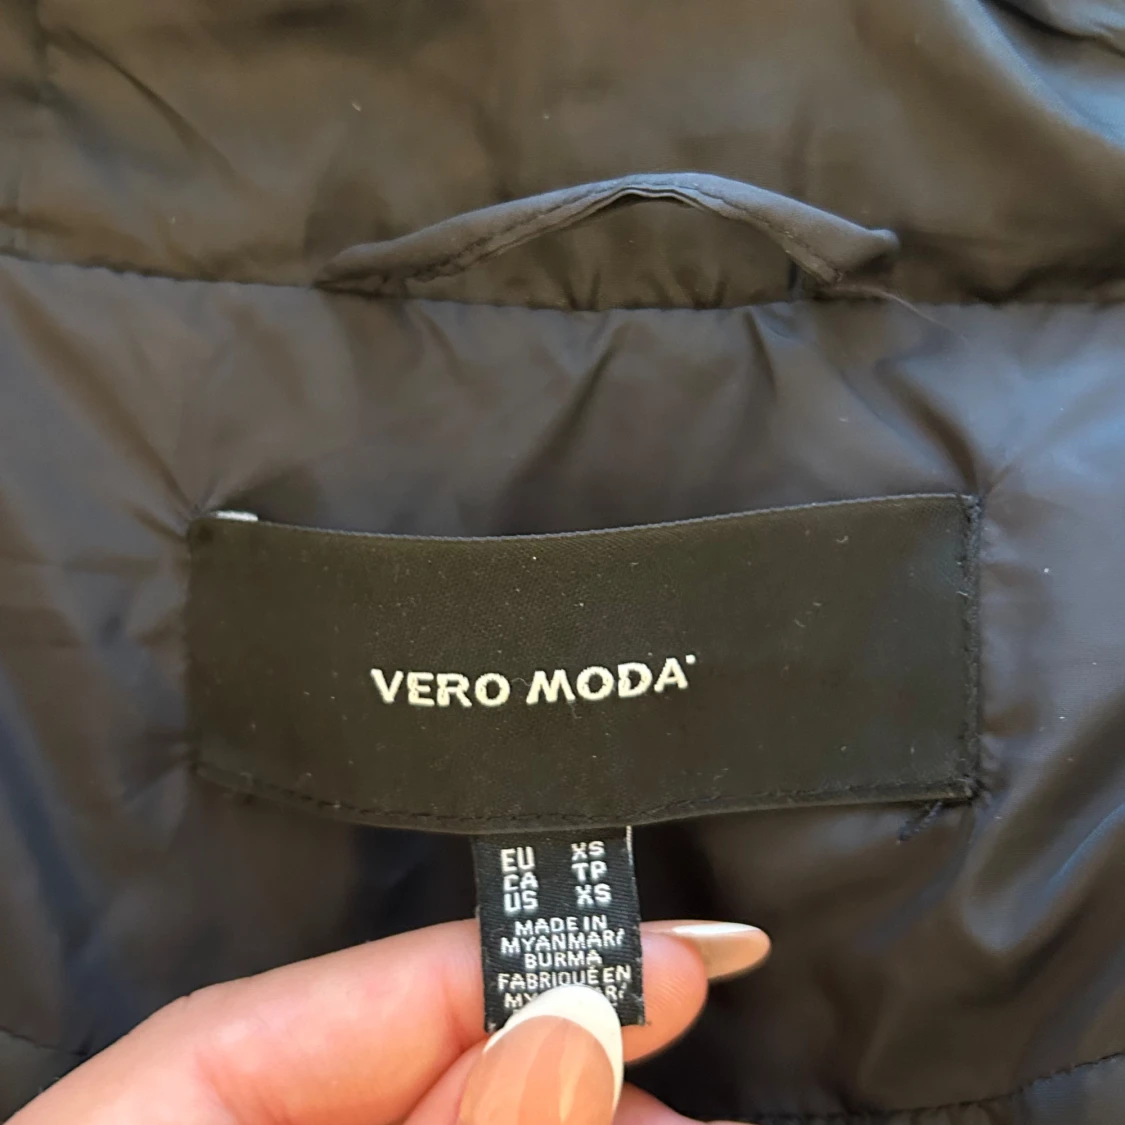 VERO MODA
EU XS
CA TP
US XS
MADE IN
MYANMAR/
BURMA
FABRIQUÉ EN